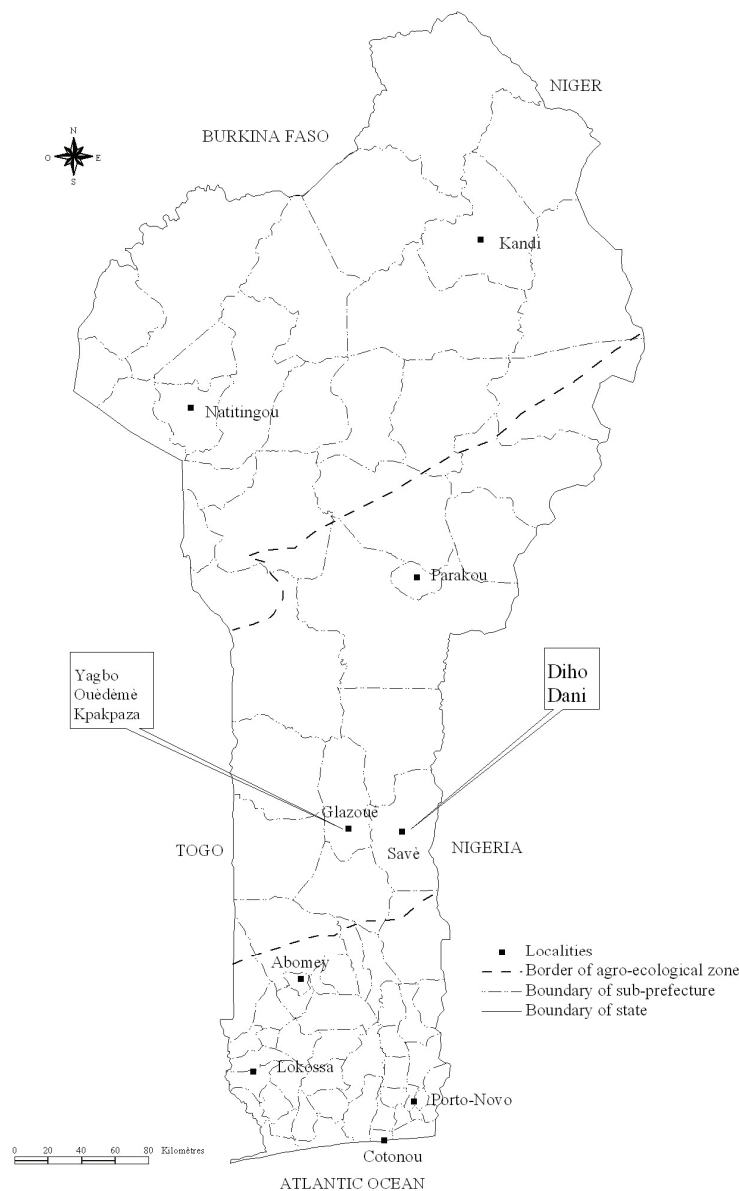 NIGER
BURKINA FASO
N
O E
S
Kandi
Natitingou
Parakou
Yagbo
Ouèdèmè
Kpakpaza
Diho
Dani
Glazoué
Savè
TOGO
NIGERIA
Localities
Border of agro-ecological zone
Boundary of sub-prefecture
Boundary of state
Abomey
Lokossa
Porto-Novo
Cotonou
0 20 40 60 80 Kilomètres
ATLANTIC OCEAN